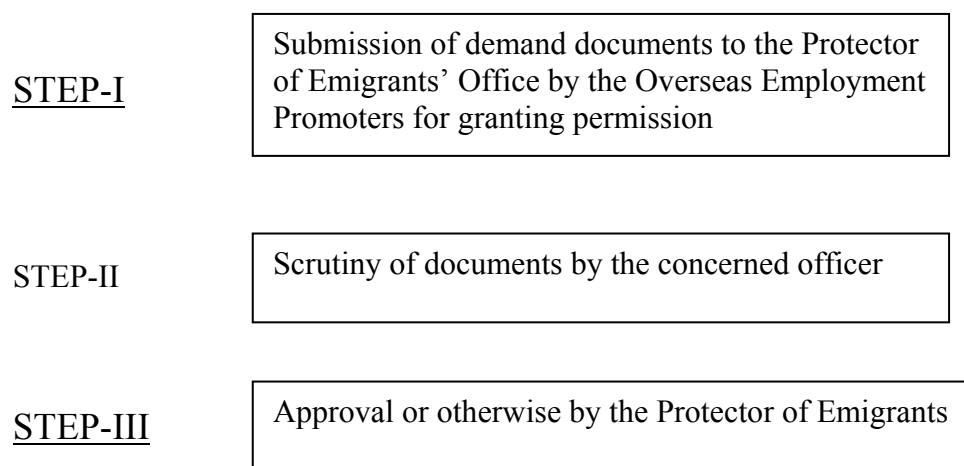 STEP-I
Submission of demand documents to the Protector
of Emigrants’ Office by the Overseas Employment
Promoters for granting permission
STEP-II
Scrutiny of documents by the concerned officer
STEP-III
Approval or otherwise by the Protector of Emigrants